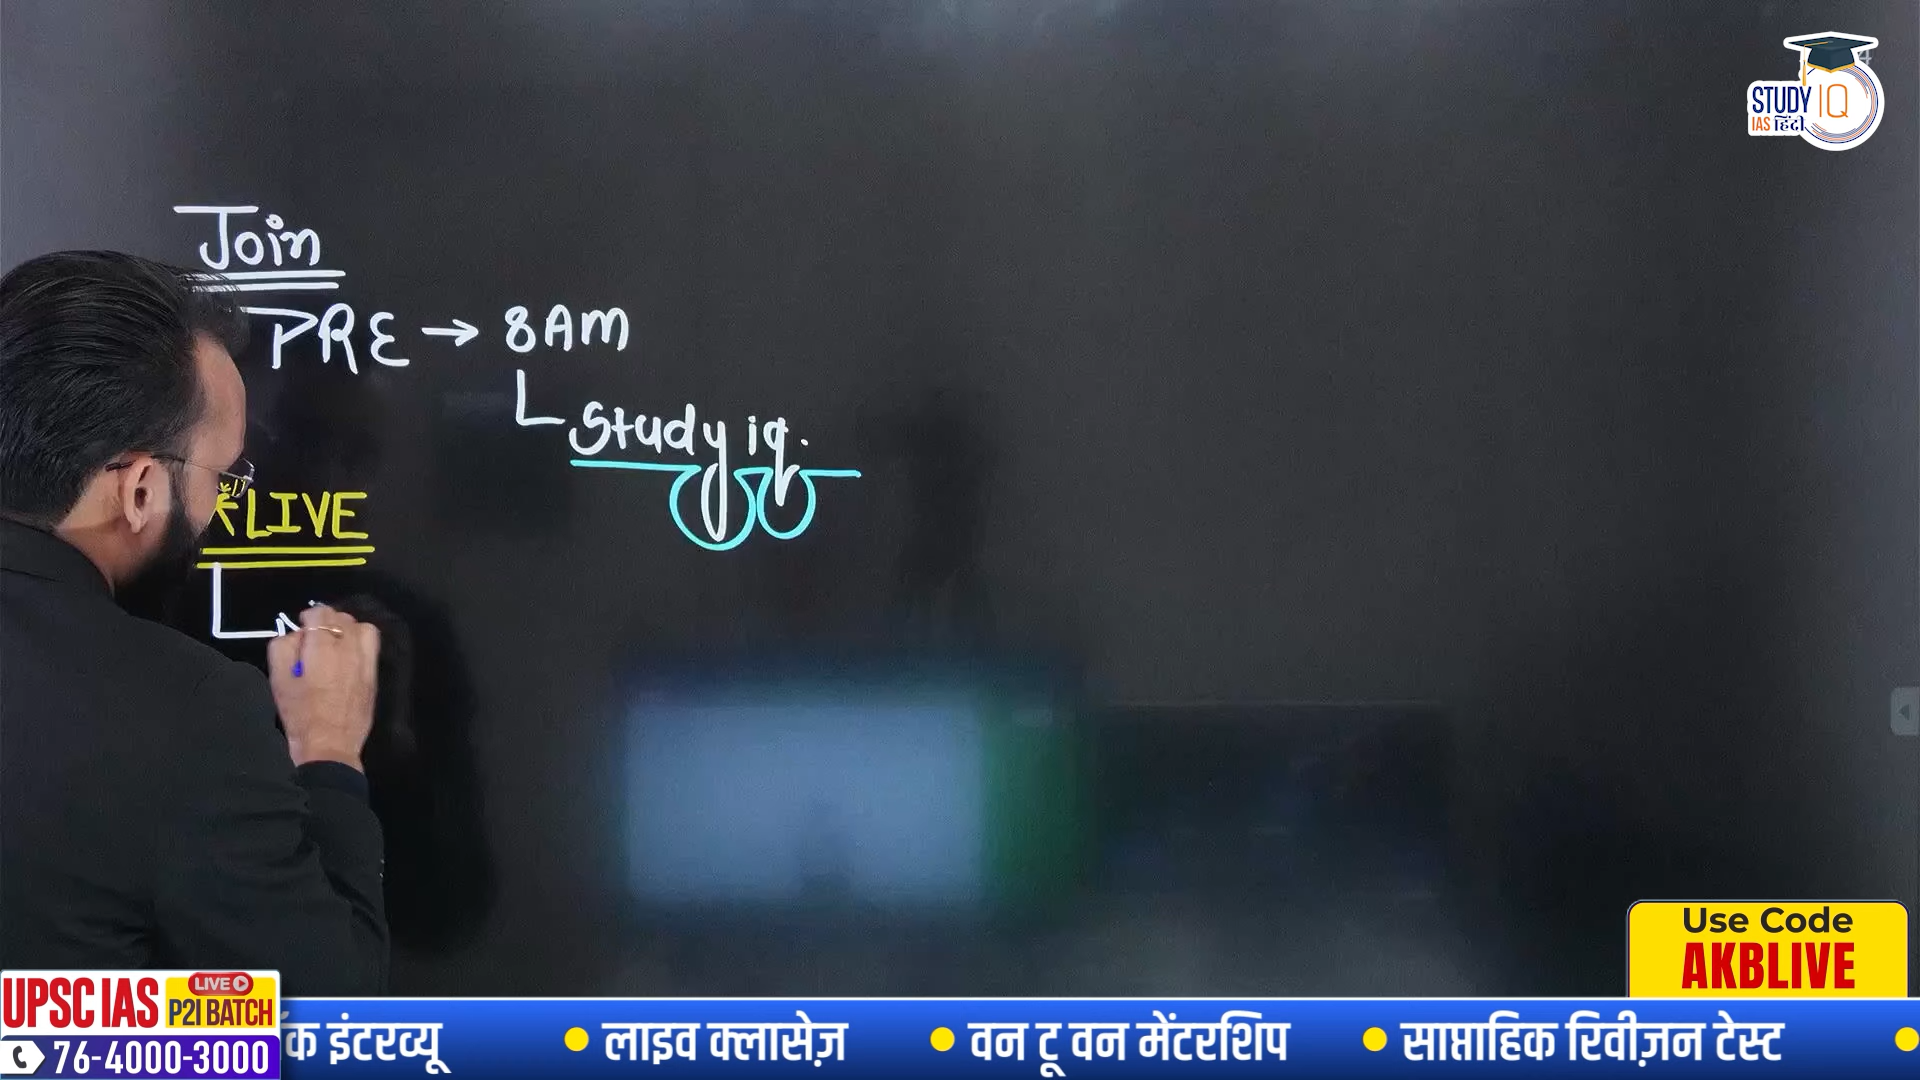 STUDY IQ
IAS हिंदी
Join
PRE → 8AM
Study iq.
*LIVE
Use Code
AKBLIVE
UPSC IAS
LIVE
P2I BATCH
76-4000-3000
क इंटरव्यू • लाइव क्लासेज़ • वन टू वन मेंटरशिप • साप्ताहिक रिवीज़न टेस्ट •